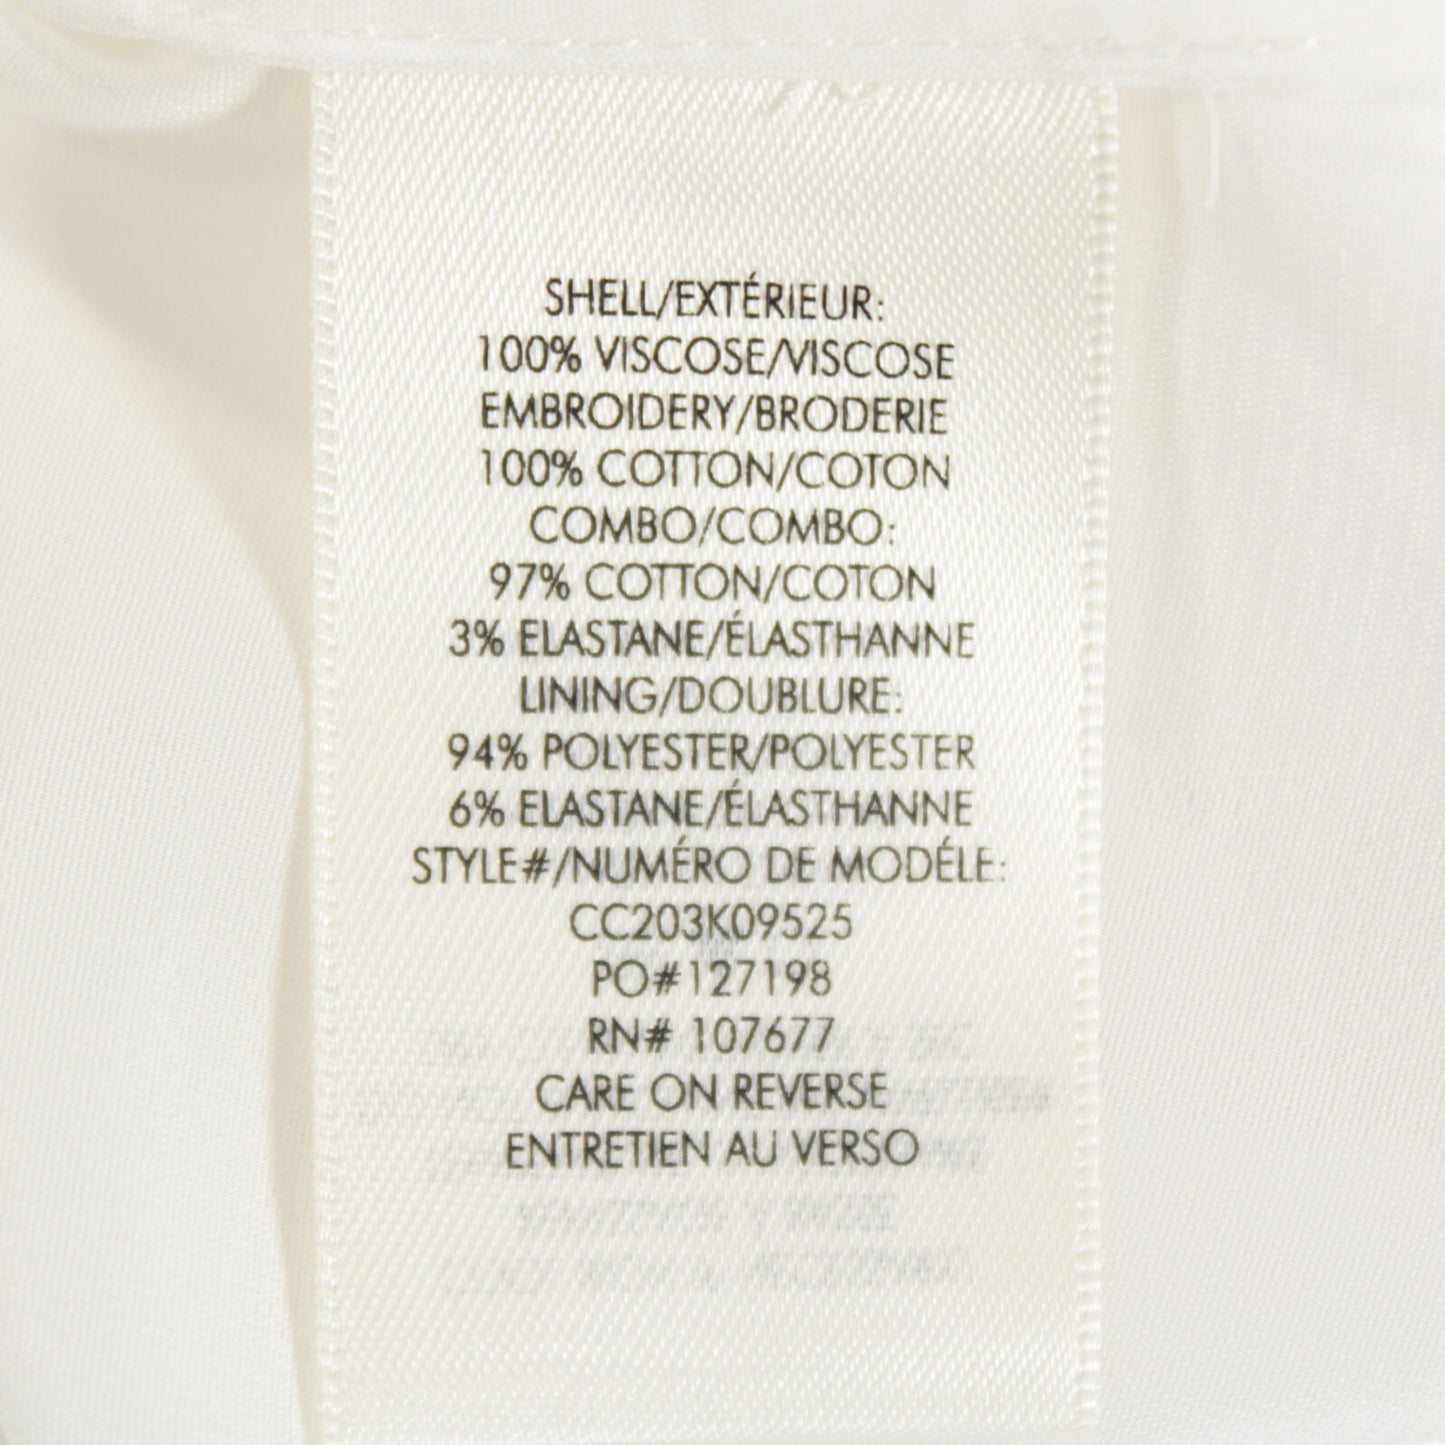 SHELL/EXTÉRIEUR:
100% VISCOSE/VISCOSE
EMBROIDERY/BRODERIE
100% COTTON/COTON
COMBO/COMBO:
97% COTTON/COTON
3% ELASTANE/ÉLASTHANNE
LINING/DOUBLURE:
94% POLYESTER/POLYESTER
6% ELASTANE/ÉLASTHANNE
STYLE#/NUMÉRO DE MODÉLE:
CC203K09525
PO#127198
RN# 107677
CARE ON REVERSE
ENTRETIEN AU VERSO